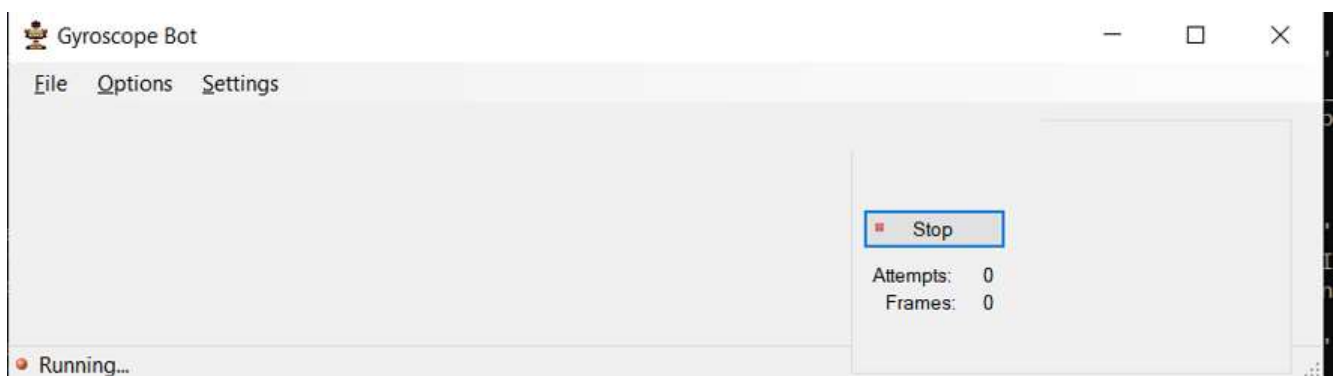 Gyroscope Bot
File Options Settings
Stop
Attempts: 0
Frames: 0
Running...